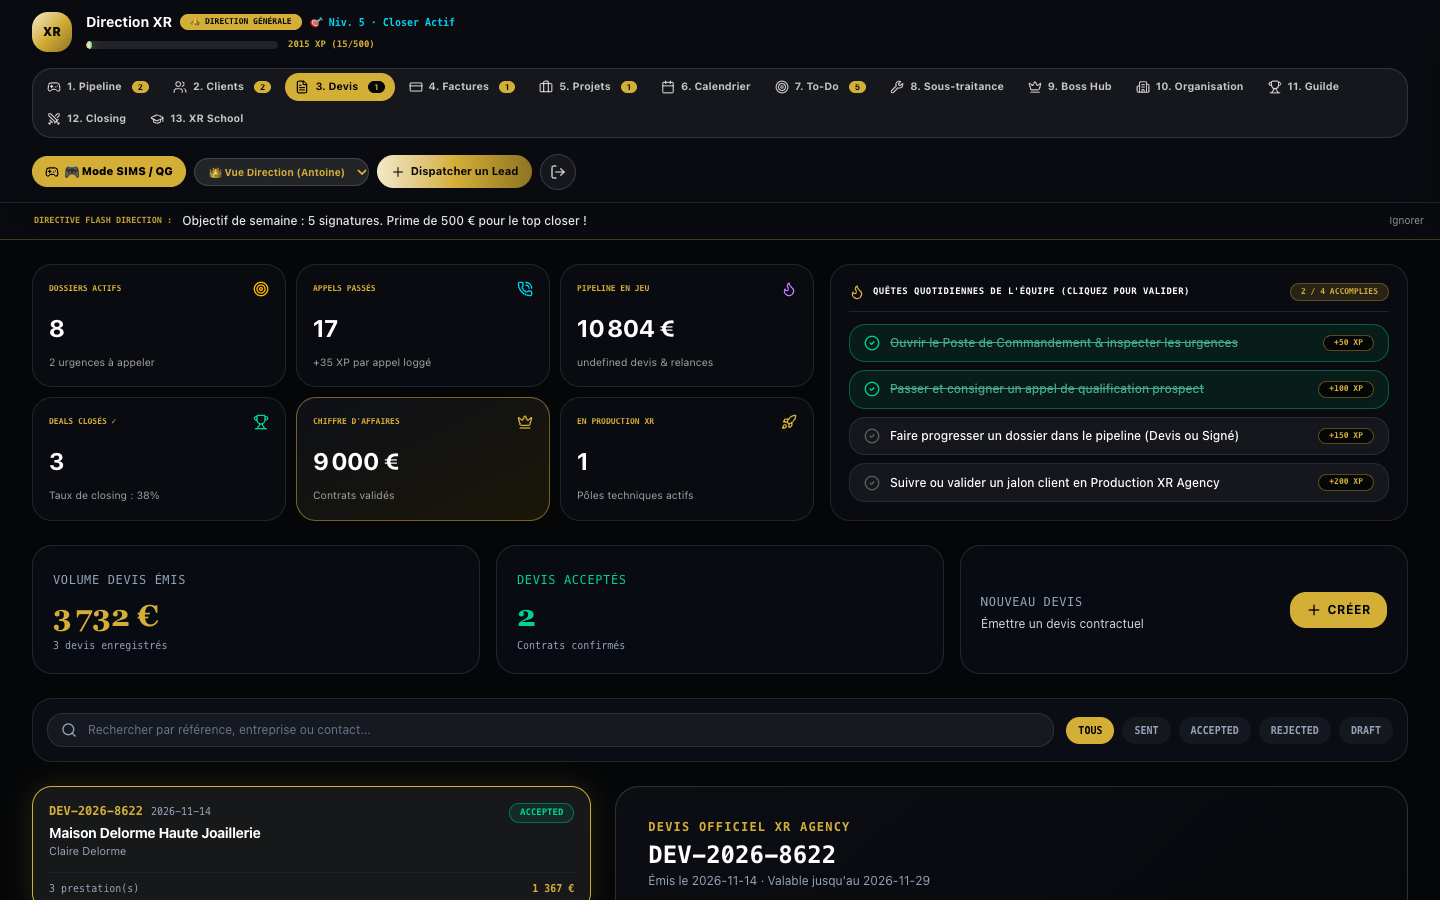 XR
Direction XR
DIRECTION GÉNÉRALE
Niv. 5 · Closer Actif
2015 XP (15/500)
1. Pipeline 2
2. Clients 2
3. Devis 1
4. Factures 1
5. Projets 1
6. Calendrier
7. To-Do 5
8. Sous-traitance
9. Boss Hub
10. Organisation
11. Guilde
12. Closing
13. XR School
Mode SIMS / QG
Vue Direction (Antoine)
Dispatcher un Lead
DIRECTIVE FLASH DIRECTION :
Objectif de semaine : 5 signatures. Prime de 500 € pour le top closer !
Ignorer
DOSSIERS ACTIFS
8
2 urgences à appeler
APPELS PASSÉS
17
+35 XP par appel loggé
PIPELINE EN JEU
10 804 €
undefined devis & relances
DEALS CLOSÉS ✓
3
Taux de closing : 38%
CHIFFRE D'AFFAIRES
9 000 €
Contrats validés
EN PRODUCTION XR
1
Pôles techniques actifs
QUÊTES QUOTIDIENNES DE L'ÉQUIPE (CLIQUEZ POUR VALIDER)
2 / 4 ACCOMPLIES
Ouvrir le Poste de Commandement & inspecter les urgences
+50 XP
Passer et consigner un appel de qualification prospect
+100 XP
Faire progresser un dossier dans le pipeline (Devis ou Signé)
+150 XP
Suivre ou valider un jalon client en Production XR Agency
+200 XP
VOLUME DEVIS ÉMIS
3 732 €
3 devis enregistrés
DEVIS ACCEPTÉS
2
Contrats confirmés
NOUVEAU DEVIS
Émettre un devis contractuel
CRÉER
Rechercher par référence, entreprise ou contact...
TOUS
SENT
ACCEPTED
REJECTED
DRAFT
DEV-2026-8622 2026-11-14
ACCEPTED
Maison Delorme Haute Joaillerie
Claire Delorme
3 prestation(s)
1 367 €
DEVIS OFFICIEL XR AGENCY
DEV-2026-8622
Émis le 2026-11-14 · Valable jusqu'au 2026-11-29